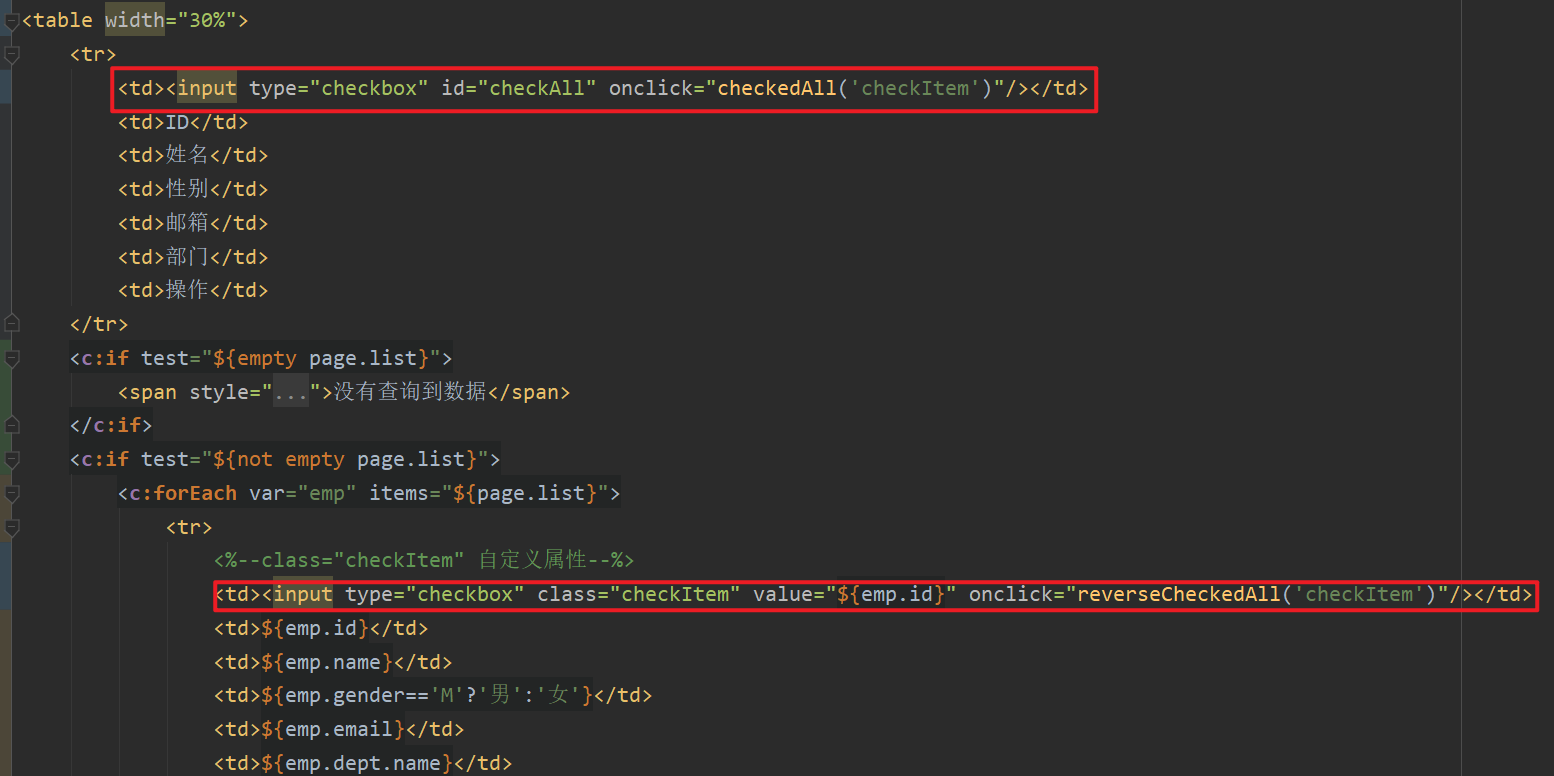 <table width="30%">
<tr>
<td><input type="checkbox" id="checkAll" onclick="checkedAll('checkItem')"/></td>
<td>ID</td>
<td>姓名</td>
<td>性别</td>
<td>邮箱</td>
<td>部门</td>
<td>操作</td>
</tr>
<c:if test="${empty page.list}">
<span style="...">没有查询到数据</span>
</c:if>
<c:if test="${not empty page.list}">
<c:forEach var="emp" items="${page.list}">
<tr>
<%--class="checkItem" 自定义属性--%>
<td><input type="checkbox" class="checkItem" value="${emp.id}" onclick="reverseCheckedAll('checkItem')"/></td>
<td>${emp.id}</td>
<td>${emp.name}</td>
<td>${emp.gender=='M'?'男':'女'}</td>
<td>${emp.email}</td>
<td>${emp.dept.name}</td>